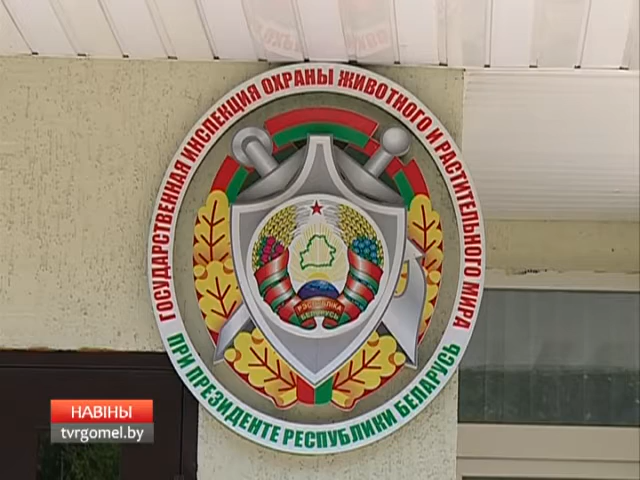 ГОСУДАРСТВЕННАЯ ИНСПЕКЦИЯ ОХРАНЫ ЖИВОТНОГО И РАСТИТЕЛЬНОГО МИРА
ПРИ ПРЕЗИДЕНТЕ РЕСПУБЛИКИ БЕЛАРУСЬ
РЭСПУБЛІКА
БЕЛАРУСЬ
НАВІНЫ
tvrgomel.by